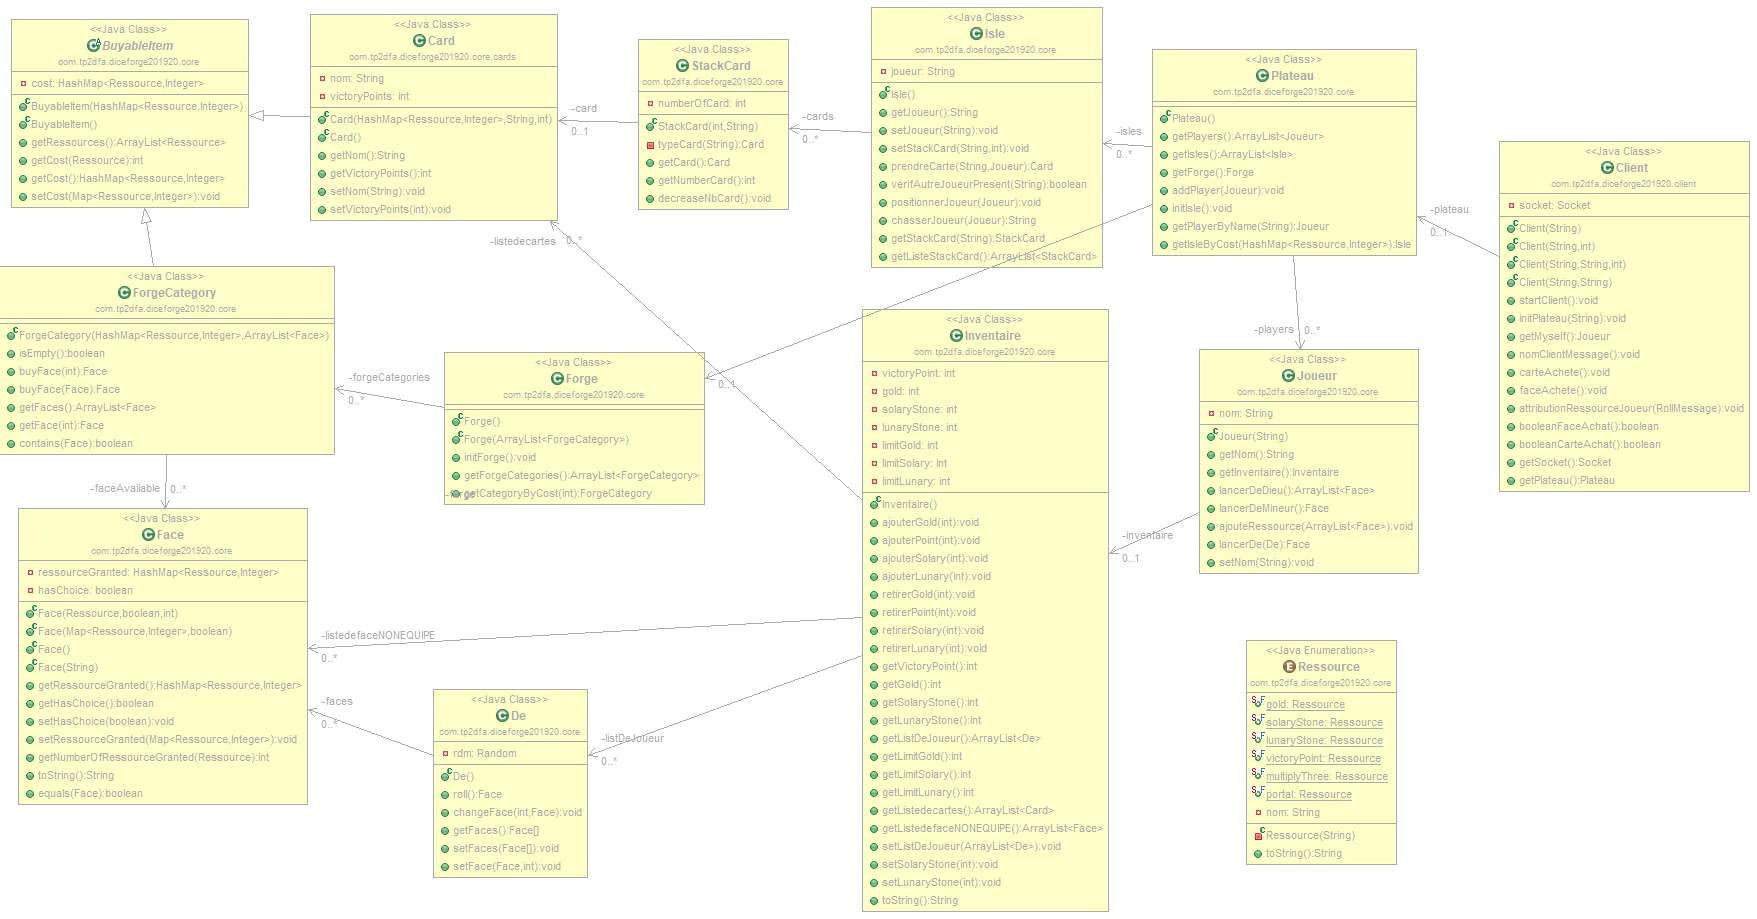 <<Java Class>>
BuyableItem
com.tp2dfa.diceforge201920.core
cost: HashMap<Ressource,Integer>
BuyableItem(HashMap<Ressource,Integer>)
BuyableItem()
getRessources():ArrayList<Ressource>
getCost(Ressource):int
getCost():HashMap<Ressource,Integer>
setCost(Map<Ressource,Integer>):void
<<Java Class>>
Card
com.tp2dfa.diceforge201920.core.cards
nom: String
victoryPoints: int
Card(HashMap<Ressource,Integer>,String,int)
Card()
getNom():String
getVictoryPoints():int
setNom(String):void
setVictoryPoints(int):void
-card
0..1
<<Java Class>>
StackCard
com.tp2dfa.diceforge201920.core
numberOfCard: int
StackCard(int,String)
typeCard(String):Card
getCard():Card
getNumberCard():int
decreaseNbCard():void
-cards
0..*
<<Java Class>>
Isle
com.tp2dfa.diceforge201920.core
joueur: String
Isle()
getJoueur():String
setJoueur(String):void
setStackCard(String,int):void
prendreCarte(String,Joueur):Card
verifAutreJoueurPresent(String):boolean
positionnerJoueur(Joueur):void
chasserJoueur(Joueur):String
getStackCard(String):StackCard
getListeStackCard():ArrayList<StackCard>
-isles
0..*
<<Java Class>>
Plateau
com.tp2dfa.diceforge201920.core
Plateau()
getPlayers():ArrayList<Joueur>
getIsles():ArrayList<Isle>
getForge():Forge
addPlayer(Joueur):void
initIsle():void
getPlayerByName(String):Joueur
getIsleByCost(HashMap<Ressource,Integer>):Isle
-plateau
0..1
<<Java Class>>
Client
com.tp2dfa.diceforge201920.client
socket: Socket
Client(String)
Client(String,int)
Client(String,String,int)
Client(String,String)
startClient():void
initPlateau(String):void
getMyself():Joueur
nomClientMessage():void
carteAchete():void
faceAchete():void
attributionRessourceJoueur(RollMessage):void
booleanFaceAchat():boolean
booleanCarteAchat():boolean
getSocket():Socket
getPlateau():Plateau
-listedecartes
0..*
<<Java Class>>
ForgeCategory
com.tp2dfa.diceforge201920.core
ForgeCategory(HashMap<Ressource,Integer>,ArrayList<Face>)
isEmpty():boolean
buyFace(int):Face
buyFace(Face):Face
getFaces():ArrayList<Face>
getFace(int):Face
contains(Face):boolean
-forgeCategories
0..*
<<Java Class>>
Forge
com.tp2dfa.diceforge201920.core
Forge()
Forge(ArrayList<ForgeCategory>)
initForge():void
getForgeCategories():ArrayList<ForgeCategory>
getCategoryByCost(int):ForgeCategory
-forge
0..1
<<Java Class>>
Inventaire
com.tp2dfa.diceforge201920.core
victoryPoint: int
gold: int
solaryStone: int
lunaryStone: int
limitGold: int
limitSolary: int
limitLunary: int
Inventaire()
ajouterGold(int):void
ajouterPoint(int):void
ajouterSolary(int):void
ajouterLunary(int):void
retirerGold(int):void
retirerPoint(int):void
retirerSolary(int):void
retirerLunary(int):void
getVictoryPoint():int
getGold():int
getSolaryStone():int
getLunaryStone():int
getListDeJoueur():ArrayList<De>
getLimitGold():int
getLimitSolary():int
getLimitLunary():int
getListedecartes():ArrayList<Card>
getListedefaceNONEQUIPE():ArrayList<Face>
setListDeJoueur(ArrayList<De>):void
setSolaryStone(int):void
setLunaryStone(int):void
toString():String
-players
0..*
<<Java Class>>
Joueur
com.tp2dfa.diceforge201920.core
nom: String
Joueur(String)
getNom():String
getInventaire():Inventaire
lancerDeDieu():ArrayList<Face>
lancerDeMineur():Face
ajouteRessource(ArrayList<Face>):void
lancerDe(De):Face
setNom(String):void
-inventaire
0..1
-faceAvailable
0..*
<<Java Class>>
Face
com.tp2dfa.diceforge201920.core
ressourceGranted: HashMap<Ressource,Integer>
hasChoice: boolean
Face(Ressource,boolean,int)
Face(Map<Ressource,Integer>,boolean)
Face()
Face(String)
getRessourceGranted():HashMap<Ressource,Integer>
getHasChoice():boolean
setHasChoice(boolean):void
setRessourceGranted(Map<Ressource,Integer>):void
getNumberOfRessourceGranted(Ressource):int
toString():String
equals(Face):boolean
-listedefaceNONEQUIPE
0..*
-faces
0..*
<<Java Class>>
De
com.tp2dfa.diceforge201920.core
rdm: Random
De()
roll():Face
changeFace(int,Face):void
getFaces():Face[]
setFaces(Face[]):void
setFace(Face,int):void
-listDeJoueur
0..*
<<Java Enumeration>>
Ressource
com.tp2dfa.diceforge201920.core
gold: Ressource
solaryStone: Ressource
lunaryStone: Ressource
victoryPoint: Ressource
multiplyThree: Ressource
portal: Ressource
nom: String
Ressource(String)
toString():String